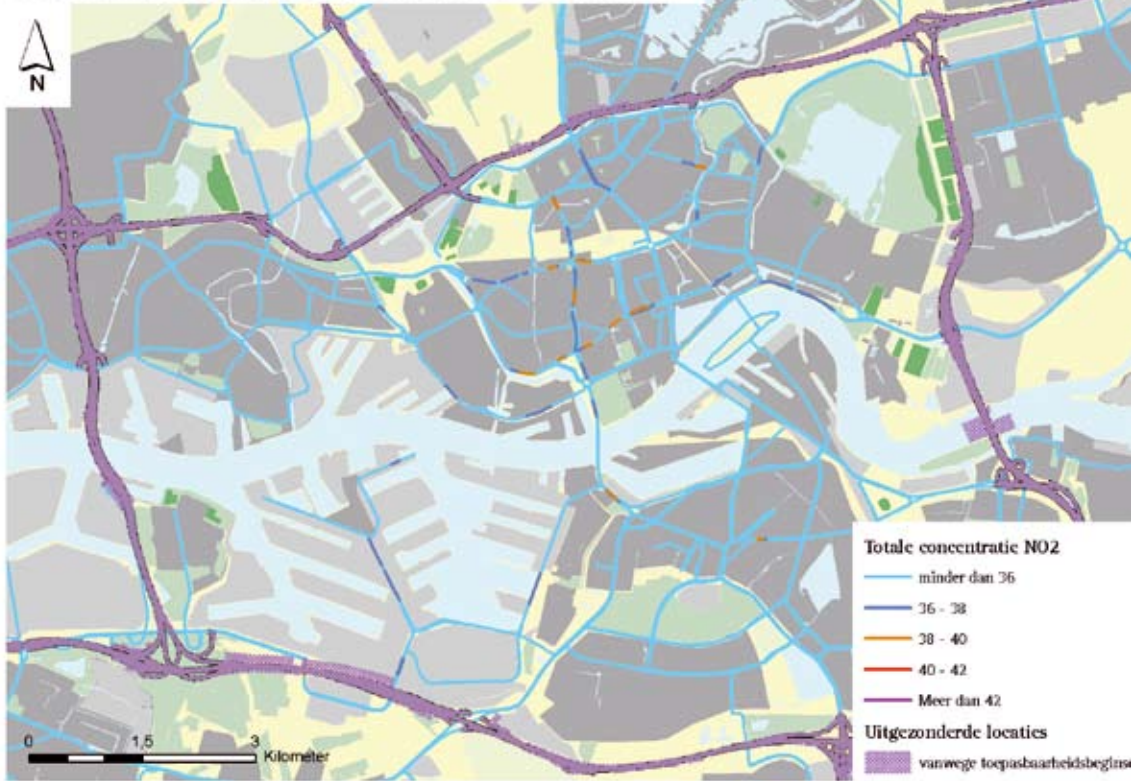 N
Totale concentratie NO2
minder dan 36
36 - 38
38 - 40
40 - 42
Meer dan 42
Uitgezonderde locaties
vanwege toepasbaarheidsbeginse
0 1,5 3
Kilometer